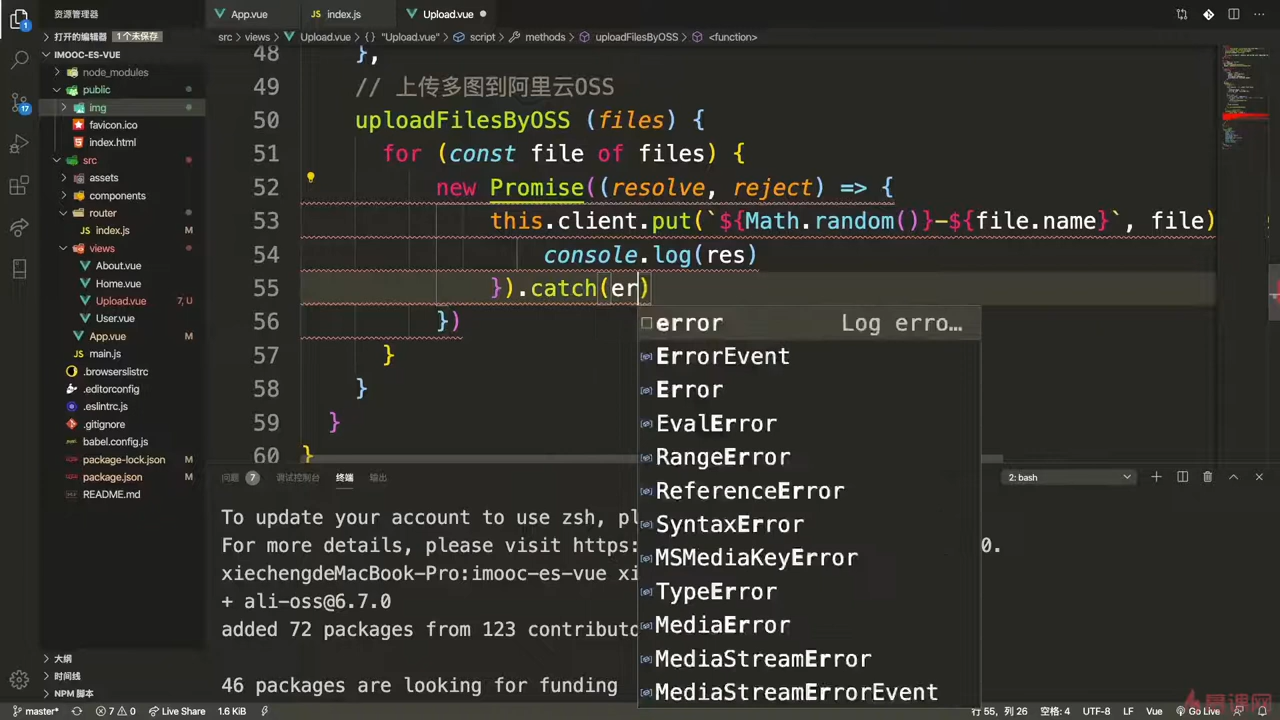 资源管理器
App.vue
index.js
Upload.vue
打开的编辑器
1 个未保存
src
views
Upload.vue
{} "Upload.vue"
script
methods
uploadFilesByOSS
<function>
IMOOC-ES-VUE
node_modules
public
img
favicon.ico
index.html
src
assets
components
router
index.js
M
views
About.vue
Home.vue
Upload.vue
7, U
User.vue
App.vue
M
main.js
.browserslistrc
.editorconfig
.eslintrc.js
.gitignore
babel.config.js
package-lock.json
M
package.json
M
README.md
大纲
时间线
NPM 脚本
1
17
48 },
49 // 上传多图到阿里云OSS
50 uploadFilesByOSS (files) {
51 for (const file of files) {
52 new Promise((resolve, reject) => {
53 this.client.put(`${Math.random()}-${file.name}`, file)
54 console.log(res)
55 }).catch(er)
56 })
57 }
58 }
59 }
60 }
error Log erro…
ErrorEvent
Error
EvalError
RangeError
ReferenceError
SyntaxError
MSMediaKeyError
TypeError
MediaError
MediaStreamError
MediaStreamErrorEvent
问题
7
调试控制台
终端
输出
2: bash
To update your account to use zsh, pl
For more details, please visit https: 0.
xiechengdeMacBook-Pro:imooc-es-vue xi
+ ali-oss@6.7.0
added 72 packages from 123 contributo
46 packages are looking for funding
master*
7
0
Live Share
1.6 KiB
行 55, 列 26
空格: 4
UTF-8
LF
Vue
Go Live
慕课网